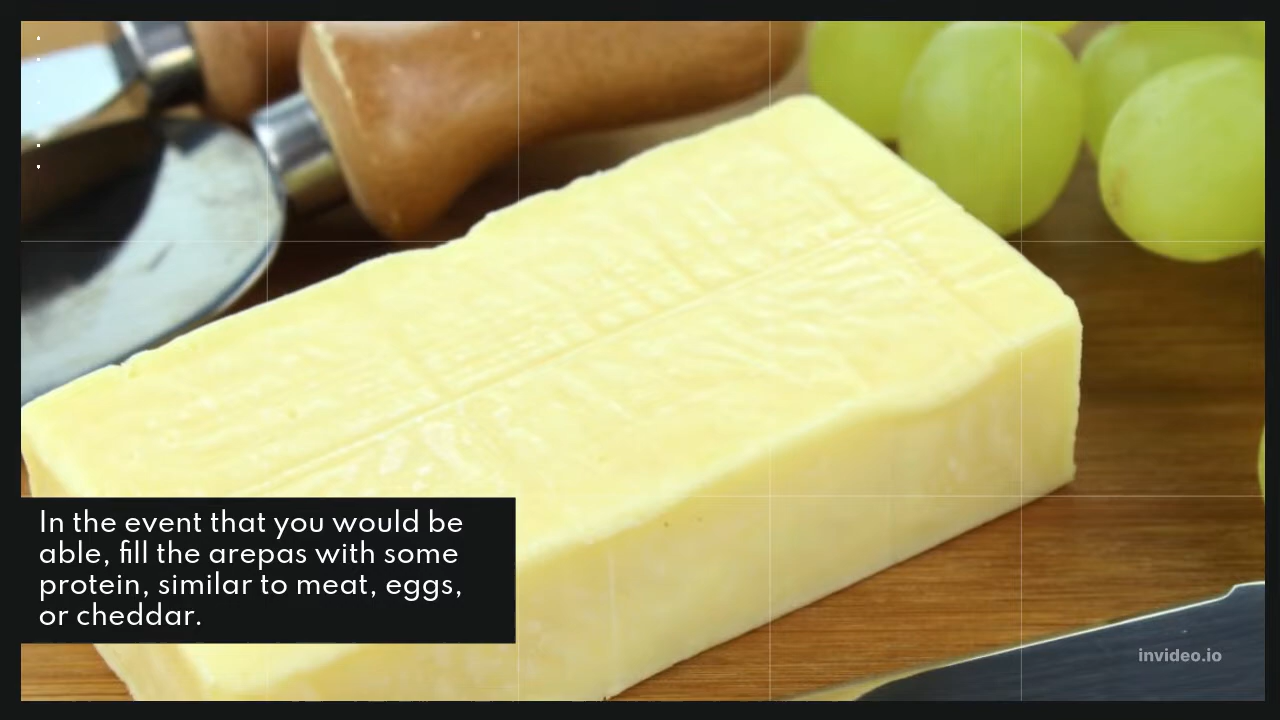 In the event that you would be
able, fill the arepas with some
protein, similar to meat, eggs,
or cheddar.
invideo.io